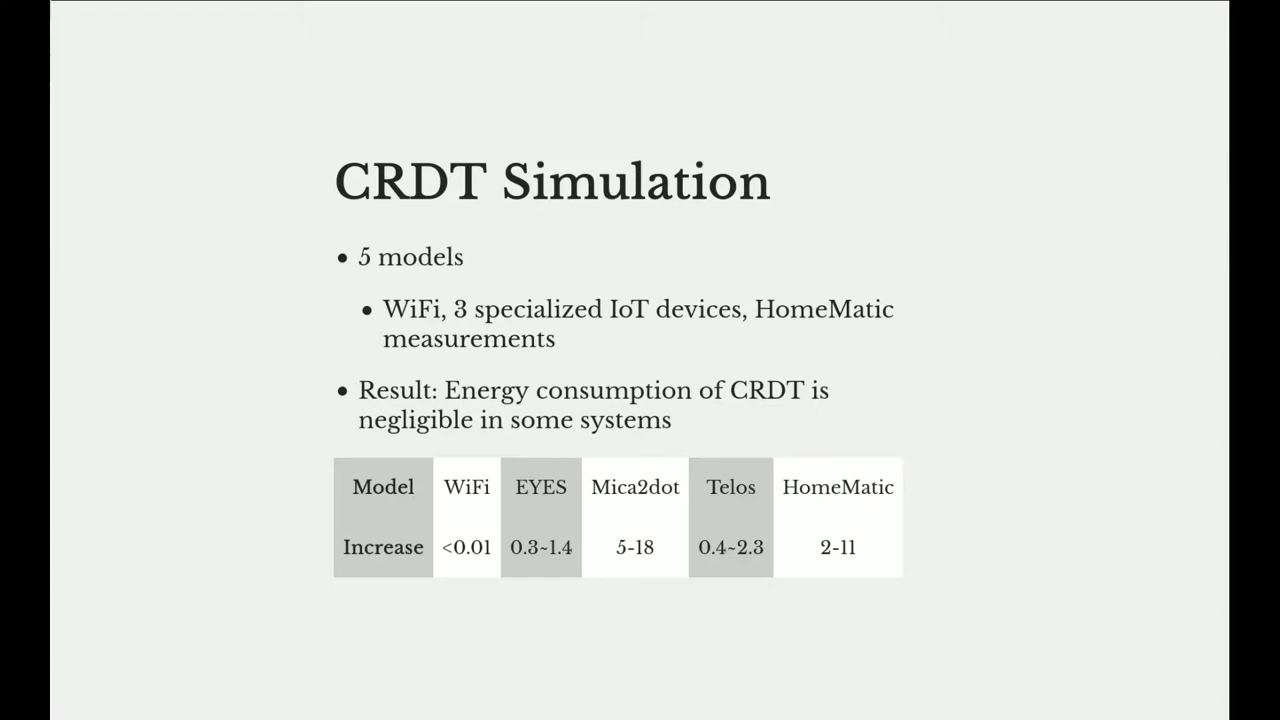 CRDT Simulation
• 5 models
• WiFi, 3 specialized IoT devices, HomeMatic
measurements
• Result: Energy consumption of CRDT is
negligible in some systems
Model WiFi EYES Mica2dot Telos HomeMatic
Increase <0.01 0.3~1.4 5-18 0.4~2.3 2-11